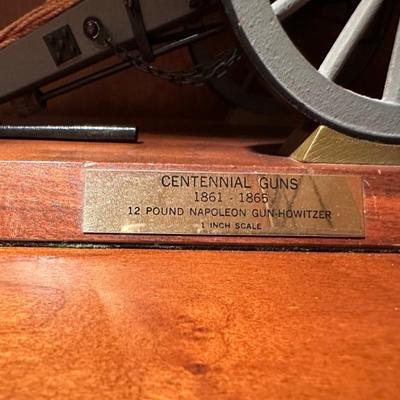 CENTENNIAL GUNS
1861 - 1865
12 POUND NAPOLEON GUN-HOWITZER
1 INCH SCALE